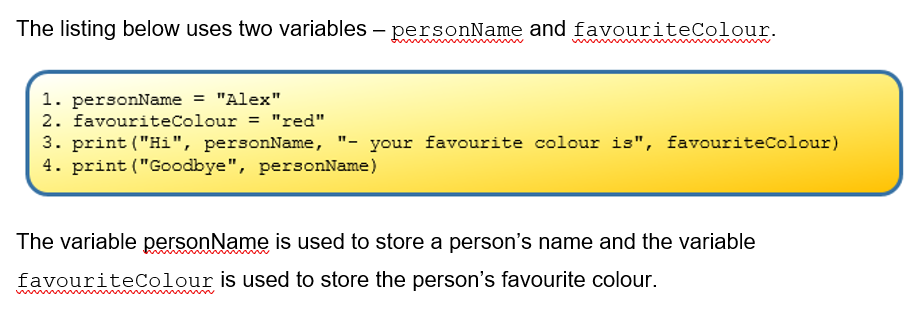 The listing below uses two variables – personName and favouriteColour.
1. personName = "Alex"
2. favouriteColour = "red"
3. print("Hi", personName, "- your favourite colour is", favouriteColour)
4. print("Goodbye", personName)
The variable personName is used to store a person’s name and the variable
favouriteColour is used to store the person’s favourite colour.